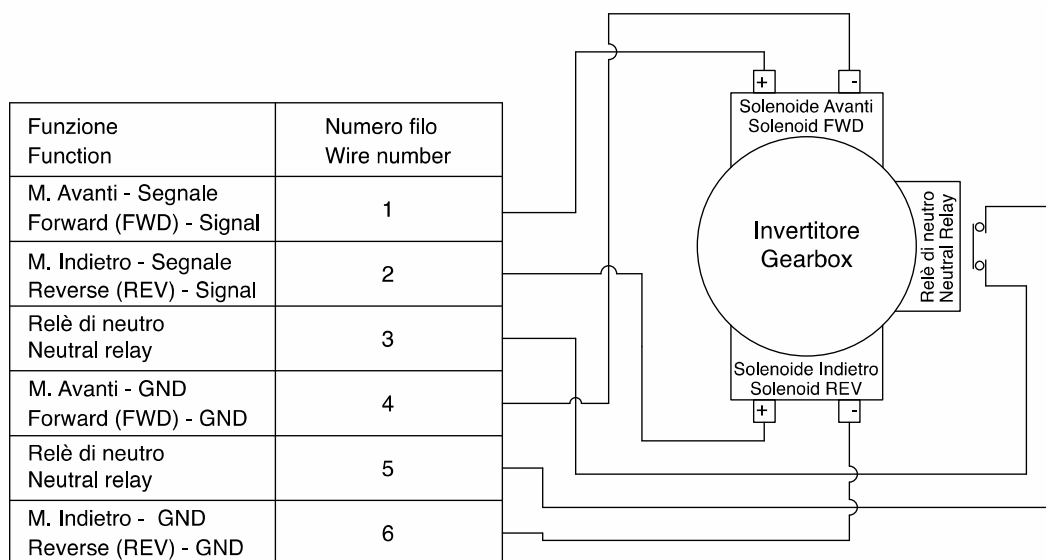 Funzione
Function
Numero filo
Wire number
M. Avanti - Segnale
Forward (FWD) - Signal
1
M. Indietro - Segnale
Reverse (REV) - Signal
2
Relè di neutro
Neutral relay
3
M. Avanti - GND
Forward (FWD) - GND
4
Relè di neutro
Neutral relay
5
M. Indietro - GND
Reverse (REV) - GND
6
+ -
Solenoide Avanti
Solenoid FWD
Invertitore
Gearbox
Relè di neutro
Neutral Relay
Solenoide Indietro
Solenoid REV
+ -